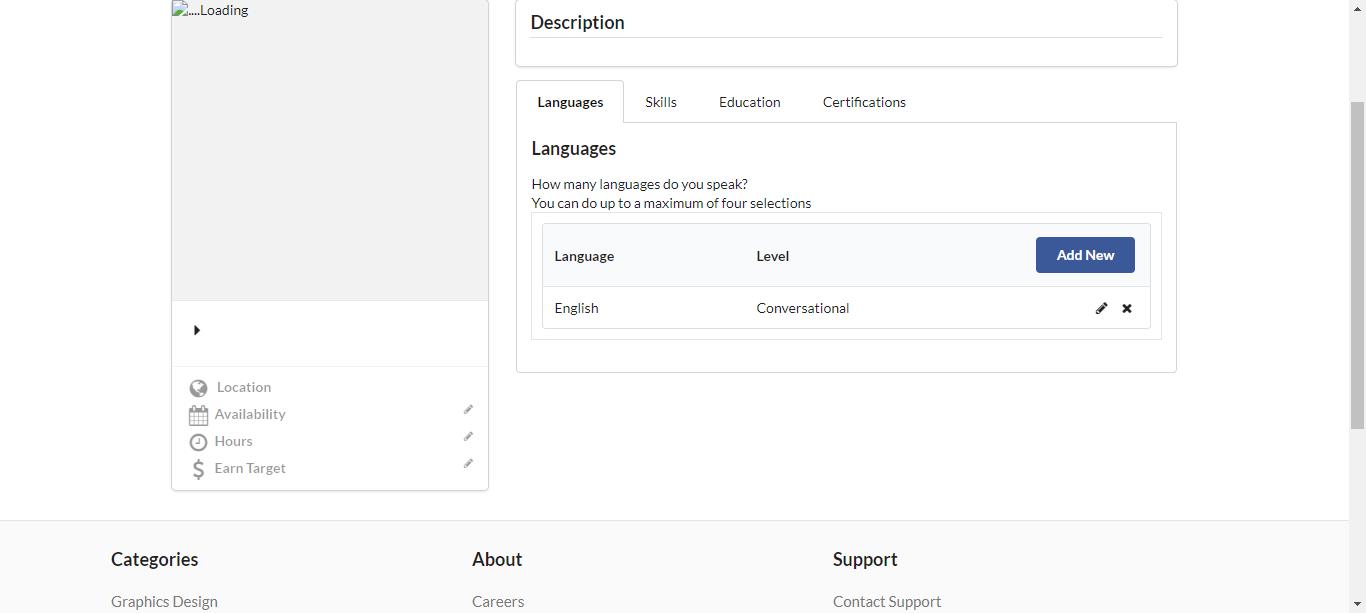 ....Loading
Description
Languages Skills Education Certifications
Languages
How many languages do you speak?
You can do up to a maximum of four selections
Language Level Add New
English Conversational
Location
Availability
Hours
Earn Target
Categories About Support
Graphics Design Careers Contact Support